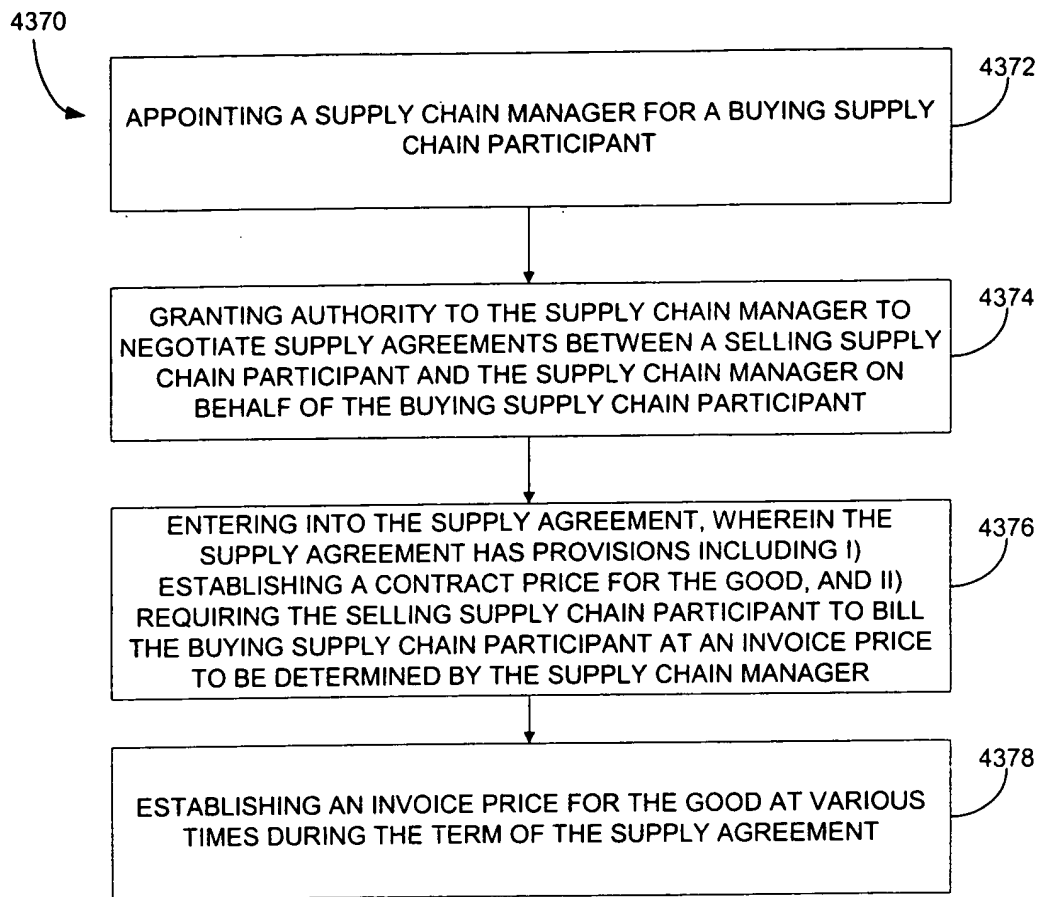 4370
4372
APPOINTING A SUPPLY CHAIN MANAGER FOR A BUYING SUPPLY
CHAIN PARTICIPANT
4374
GRANTING AUTHORITY TO THE SUPPLY CHAIN MANAGER TO
NEGOTIATE SUPPLY AGREEMENTS BETWEEN A SELLING SUPPLY
CHAIN PARTICIPANT AND THE SUPPLY CHAIN MANAGER ON
BEHALF OF THE BUYING SUPPLY CHAIN PARTICIPANT
4376
ENTERING INTO THE SUPPLY AGREEMENT, WHEREIN THE
SUPPLY AGREEMENT HAS PROVISIONS INCLUDING I)
ESTABLISHING A CONTRACT PRICE FOR THE GOOD, AND II)
REQUIRING THE SELLING SUPPLY CHAIN PARTICIPANT TO BILL
THE BUYING SUPPLY CHAIN PARTICIPANT AT AN INVOICE PRICE
TO BE DETERMINED BY THE SUPPLY CHAIN MANAGER
4378
ESTABLISHING AN INVOICE PRICE FOR THE GOOD AT VARIOUS
TIMES DURING THE TERM OF THE SUPPLY AGREEMENT